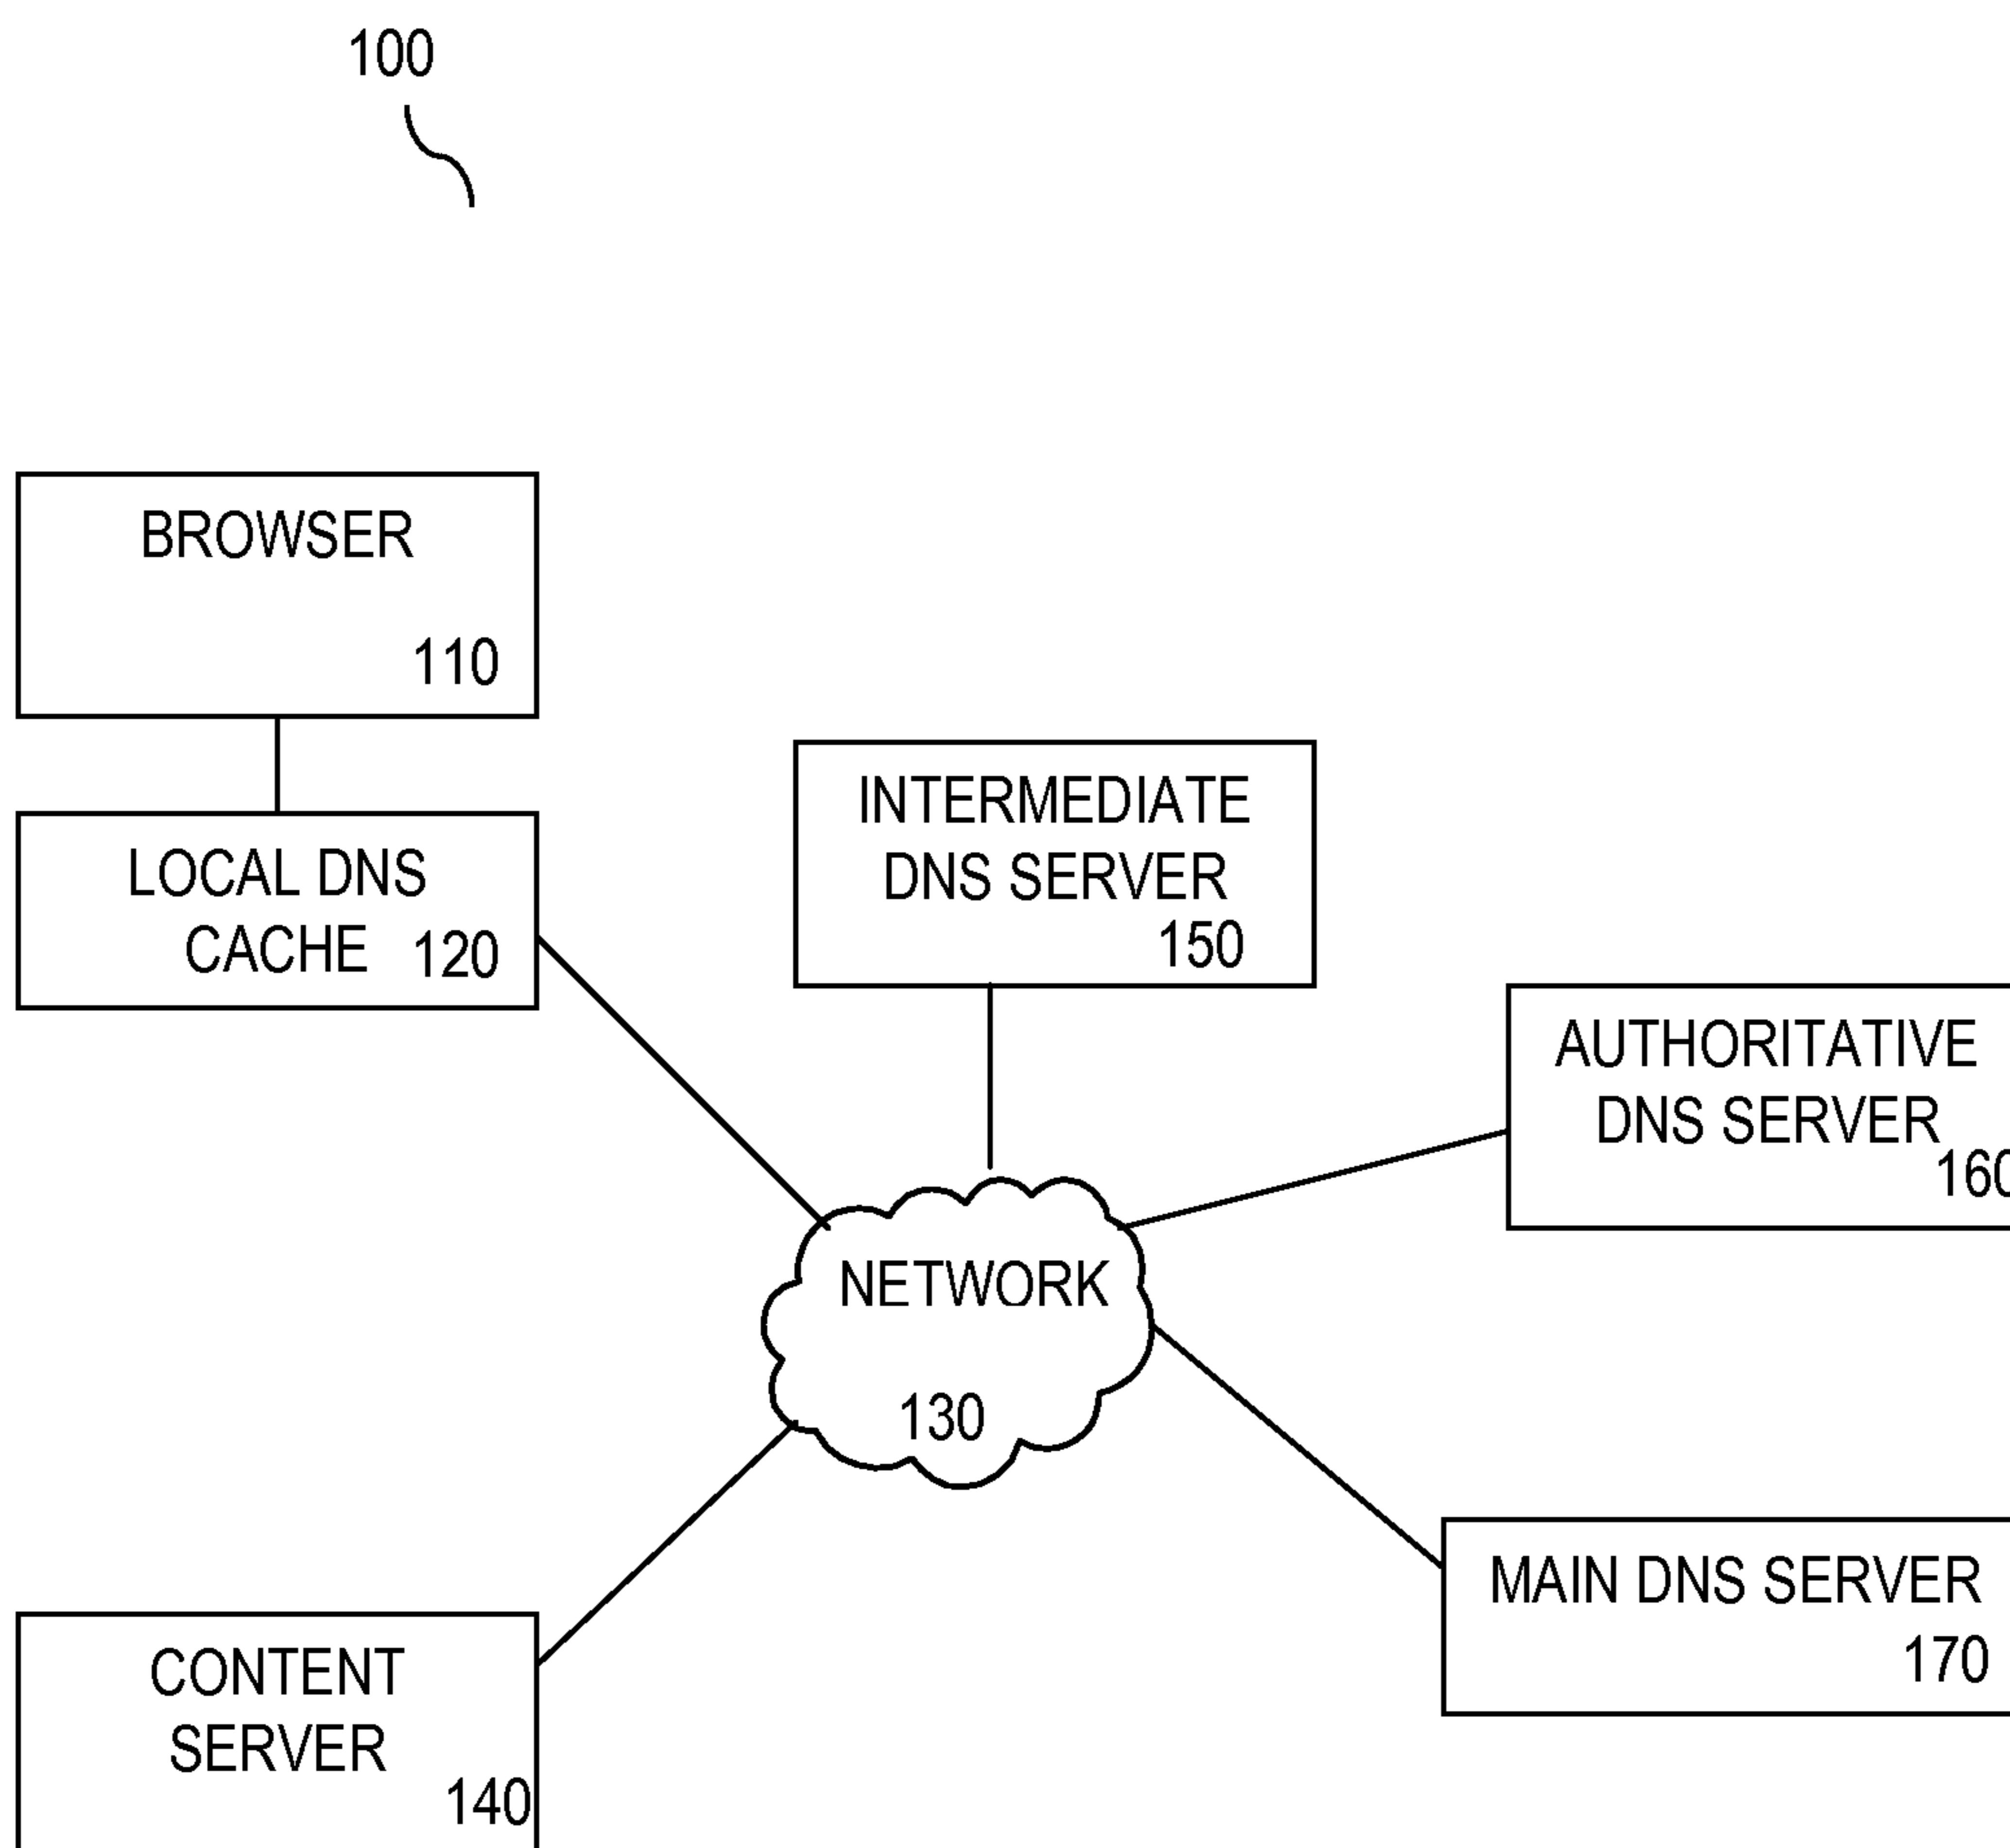 100
BROWSER
110
LOCAL DNS
CACHE 120
INTERMEDIATE
DNS SERVER
150
AUTHORITATIVE
DNS SERVER
160
NETWORK
130
MAIN DNS SERVER
170
CONTENT
SERVER
140